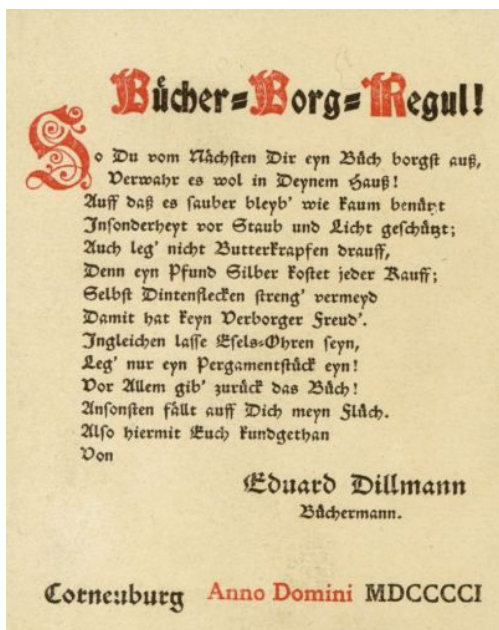 Bücher=Borg=Regul!
So Du vom Nächsten Dir eyn Bůch borgst auß,
Verwahr es wol in Deynem Hauß!
Auff daß es sauber bleyb' wie kaum benützt
Insonderheyt vor Staub und Licht geschützt;
Auch leg' nicht Butterkrapfen drauff,
Denn eyn Pfund Silber kostet jeder Kauff;
Selbst Dintenflecken streng' vermeyd
Damit hat keyn Verborger Freud'.
Ingleichen lasse Esels=Ohren seyn,
Leg' nur eyn Pergamentstück eyn!
Vor Allem gib' zurück das Bůch!
Ansonsten fällt auff Dich meyn Flůch.
Also hiermit Euch kundgethan
Von
Eduard Dillmann
Bůchermann.
Corneuburg Anno Domini MDCCCCI